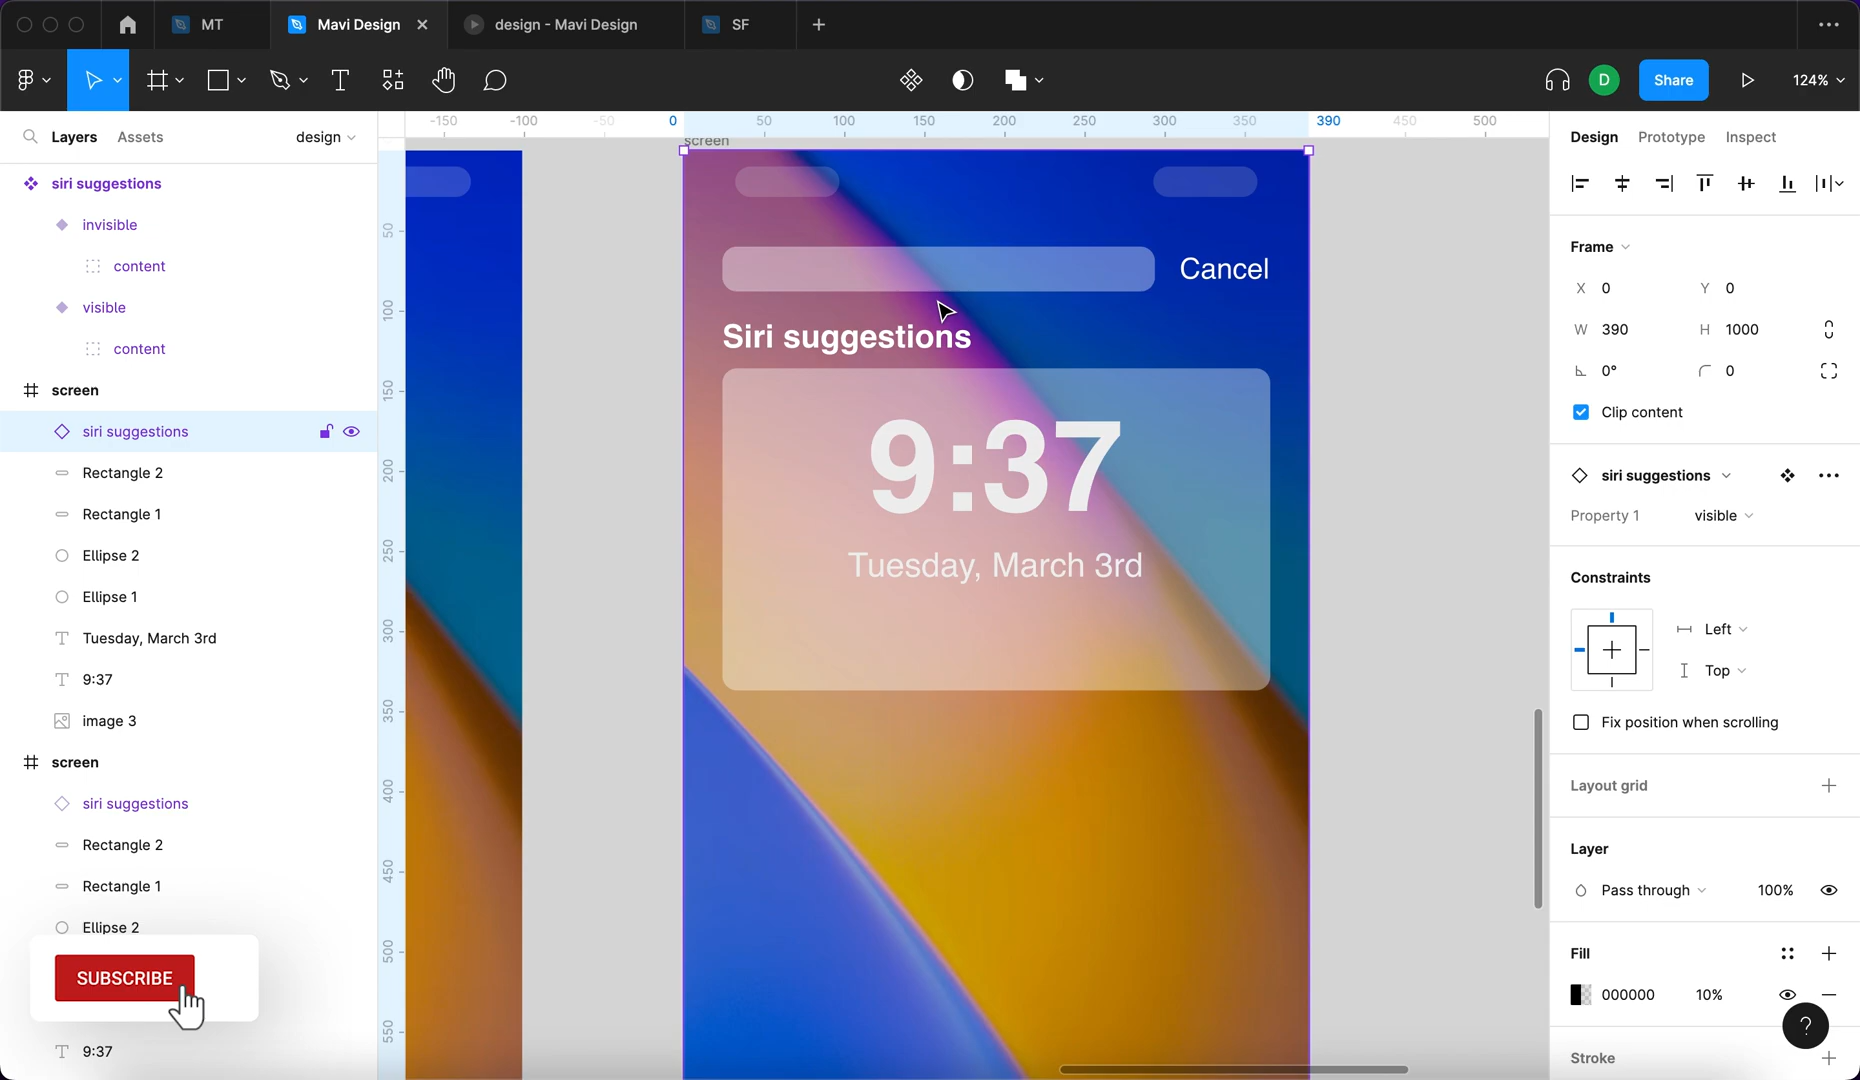 MT
Mavi Design
design - Mavi Design
SF
Share
D
124%
Layers
Assets
design
siri suggestions
invisible
content
visible
content
screen
siri suggestions
Rectangle 2
Rectangle 1
Ellipse 2
Ellipse 1
Tuesday, March 3rd
9:37
image 3
screen
siri suggestions
Rectangle 2
Rectangle 1
Ellipse 2
SUBSCRIBE
9:37
-150 -100 -50 0 50 100 150 200 250 300 350 390 450 500
50
100
150
200
250
300
350
400
450
500
550
screen
Cancel
Siri suggestions
9:37
Tuesday, March 3rd
Design
Prototype
Inspect
Frame
X 0 Y 0
W 390 H 1000
0° 0
Clip content
siri suggestions
Property 1 visible
Constraints
Left
Top
Fix position when scrolling
Layout grid
Layer
Pass through 100%
Fill
000000 10%
?
Stroke